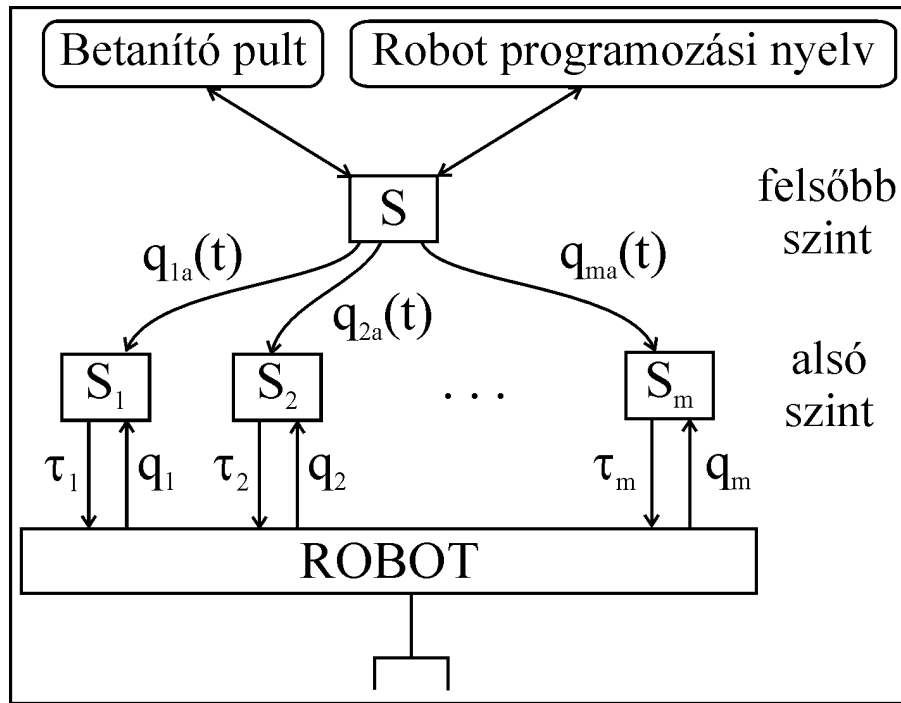 Betanító pult
Robot programozási nyelv
S
felsőbb
szint
q₁ₐ(t)
q₂ₐ(t)
qₘₐ(t)
S₁
S₂
. . .
Sₘ
alsó
szint
τ₁
q₁
τ₂
q₂
τₘ
qₘ
ROBOT